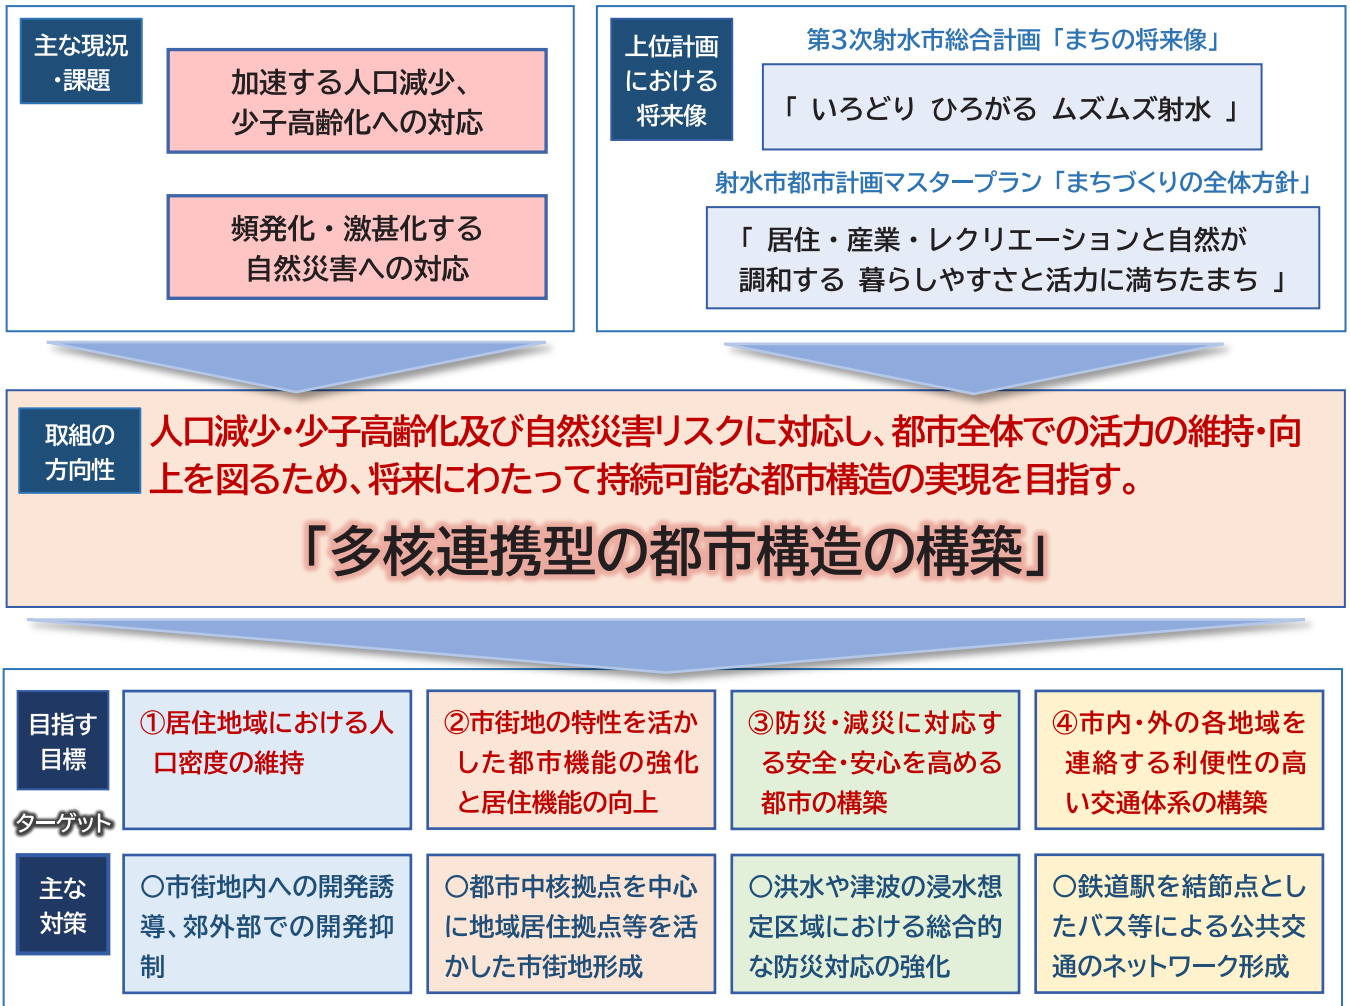 主な現況
・課題
加速する人口減少、
少子高齢化への対応
頻発化・激甚化する
自然災害への対応
上位計画
における
将来像
第3次射水市総合計画「まちの将来像」
「 いろどり ひろがる ムズムズ射水 」
射水市都市計画マスタープラン「まちづくりの全体方針」
「 居住・産業・レクリエーションと自然が
調和する 暮らしやすさと活力に満ちたまち 」
取組の
方向性
人口減少・少子高齢化及び自然災害リスクに対応し、都市全体での活力の維持・向
上を図るため、将来にわたって持続可能な都市構造の実現を目指す。
「多核連携型の都市構造の構築」
目指す
目標
ターゲット
①居住地域における人
口密度の維持
②市街地の特性を活か
した都市機能の強化
と居住機能の向上
③防災・減災に対応す
る安全・安心を高める
都市の構築
④市内・外の各地域を
連絡する利便性の高
い交通体系の構築
主な
対策
〇市街地内への開発誘
導、郊外部での開発抑
制
〇都市中核拠点を中心
に地域居住拠点等を活
かした市街地形成
〇洪水や津波の浸水想
定区域における総合的
な防災対応の強化
〇鉄道駅を結節点とし
たバス等による公共交
通のネットワーク形成